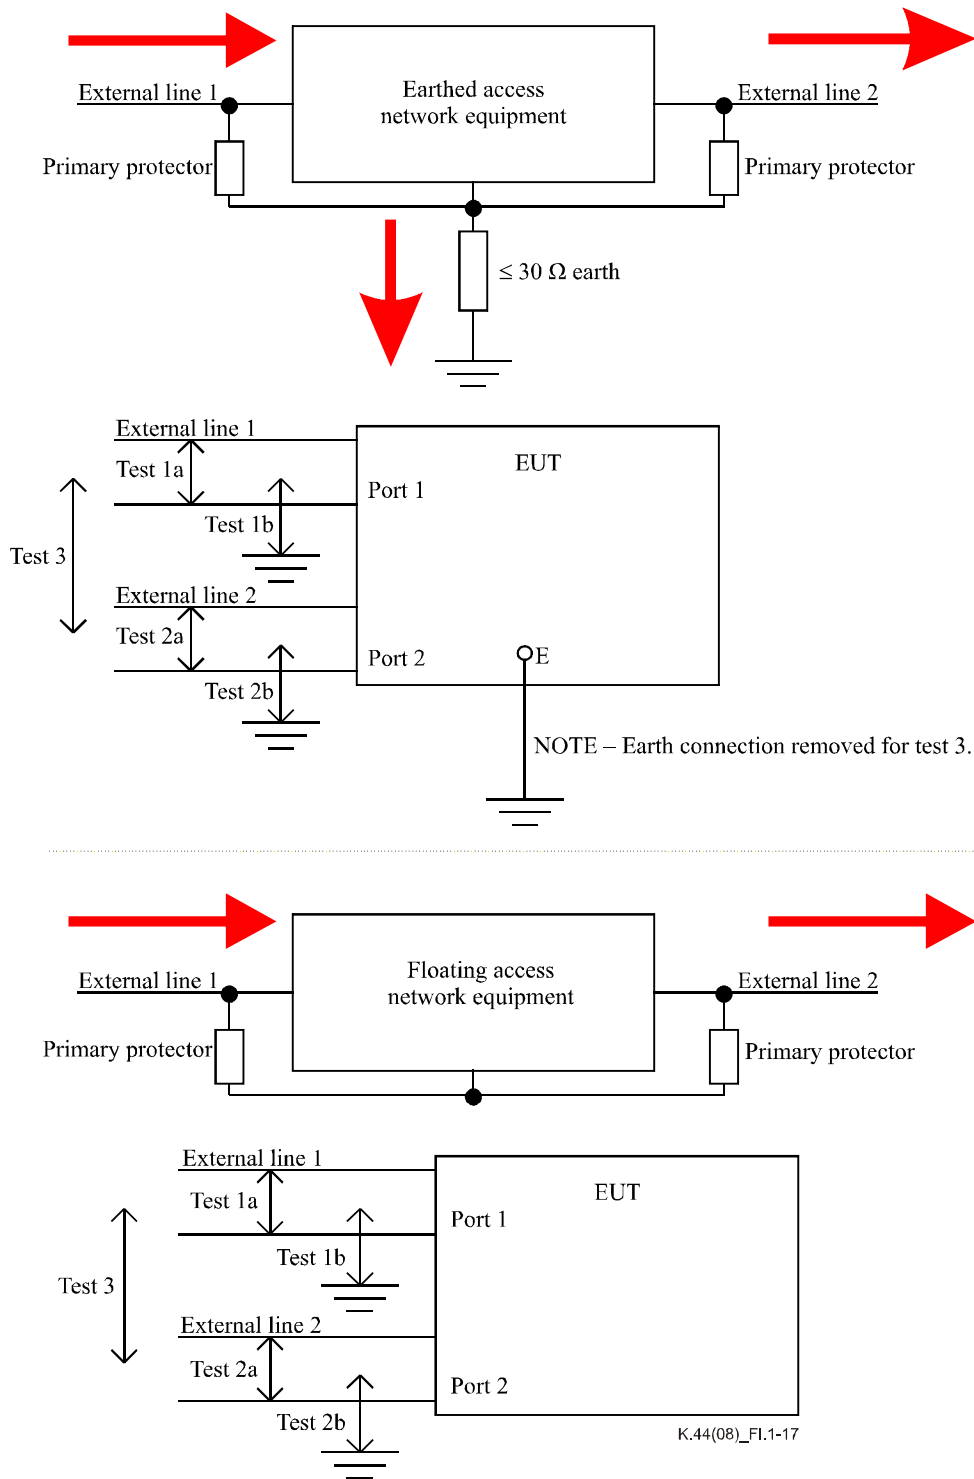 External line 1
Earthed access
network equipment
External line 2
Primary protector
Primary protector
≤ 30 Ω earth
External line 1
Test 1a
EUT
Port 1
Test 1b
Test 3
External line 2
Test 2a
Port 2
E
Test 2b
NOTE – Earth connection removed for test 3.
External line 1
Floating access
network equipment
External line 2
Primary protector
Primary protector
External line 1
Test 1a
EUT
Port 1
Test 1b
Test 3
External line 2
Test 2a
Port 2
Test 2b
K.44(08)_FI.1-17